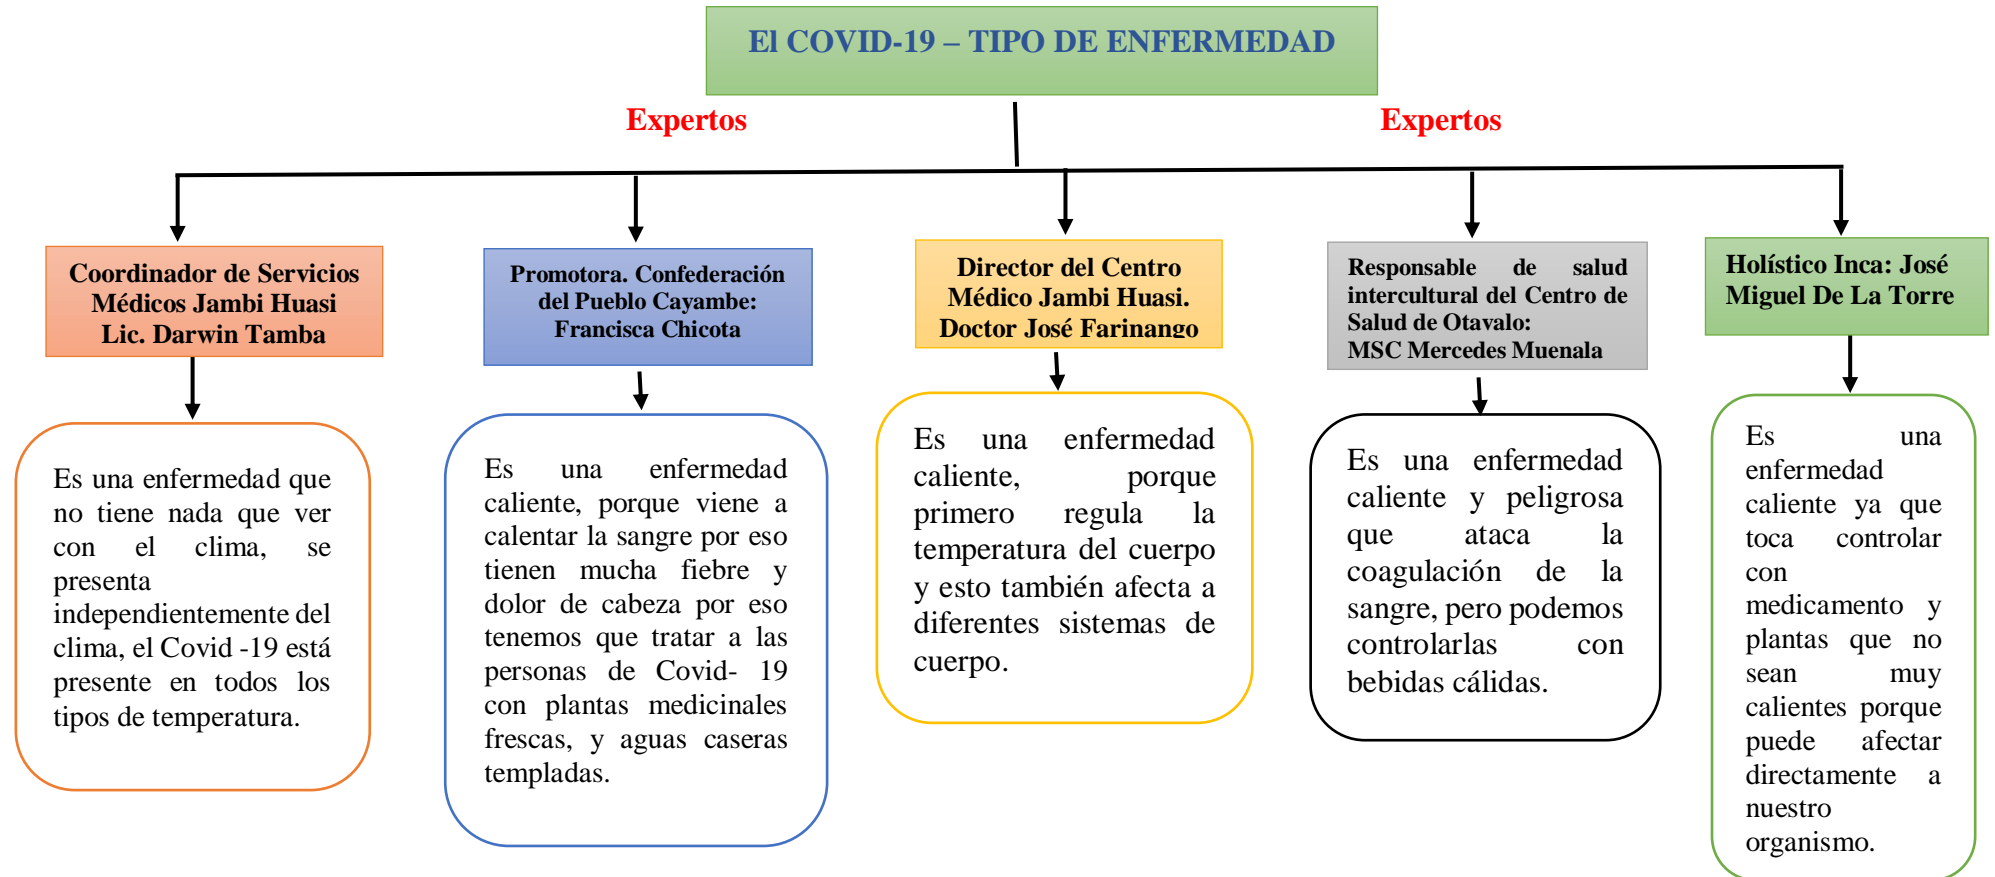 El COVID-19 – TIPO DE ENFERMEDAD
Expertos
Expertos
Coordinador de Servicios
Médicos Jambi Huasi
Lic. Darwin Tamba
Promotora. Confederación
del Pueblo Cayambe:
Francisca Chicota
Director del Centro
Médico Jambi Huasi.
Doctor José Farinango
Responsable de salud
intercultural del Centro de
Salud de Otavalo:
MSC Mercedes Muenala
Holístico Inca: José
Miguel De La Torre
Es una enfermedad que
no tiene nada que ver
con el clima, se
presenta
independientemente del
clima, el Covid -19 está
presente en todos los
tipos de temperatura.
Es una enfermedad
caliente, porque viene a
calentar la sangre por eso
tienen mucha fiebre y
dolor de cabeza por eso
tenemos que tratar a las
personas de Covid- 19
con plantas medicinales
frescas, y aguas caseras
templadas.
Es una enfermedad
caliente, porque
primero regula la
temperatura del cuerpo
y esto también afecta a
diferentes sistemas de
cuerpo.
Es una enfermedad
caliente y peligrosa
que ataca la
coagulación de la
sangre, pero podemos
controlarlas con
bebidas cálidas.
Es una
enfermedad
caliente ya que
toca controlar
con
medicamento y
plantas que no
sean muy
calientes porque
puede afectar
directamente a
nuestro
organismo.